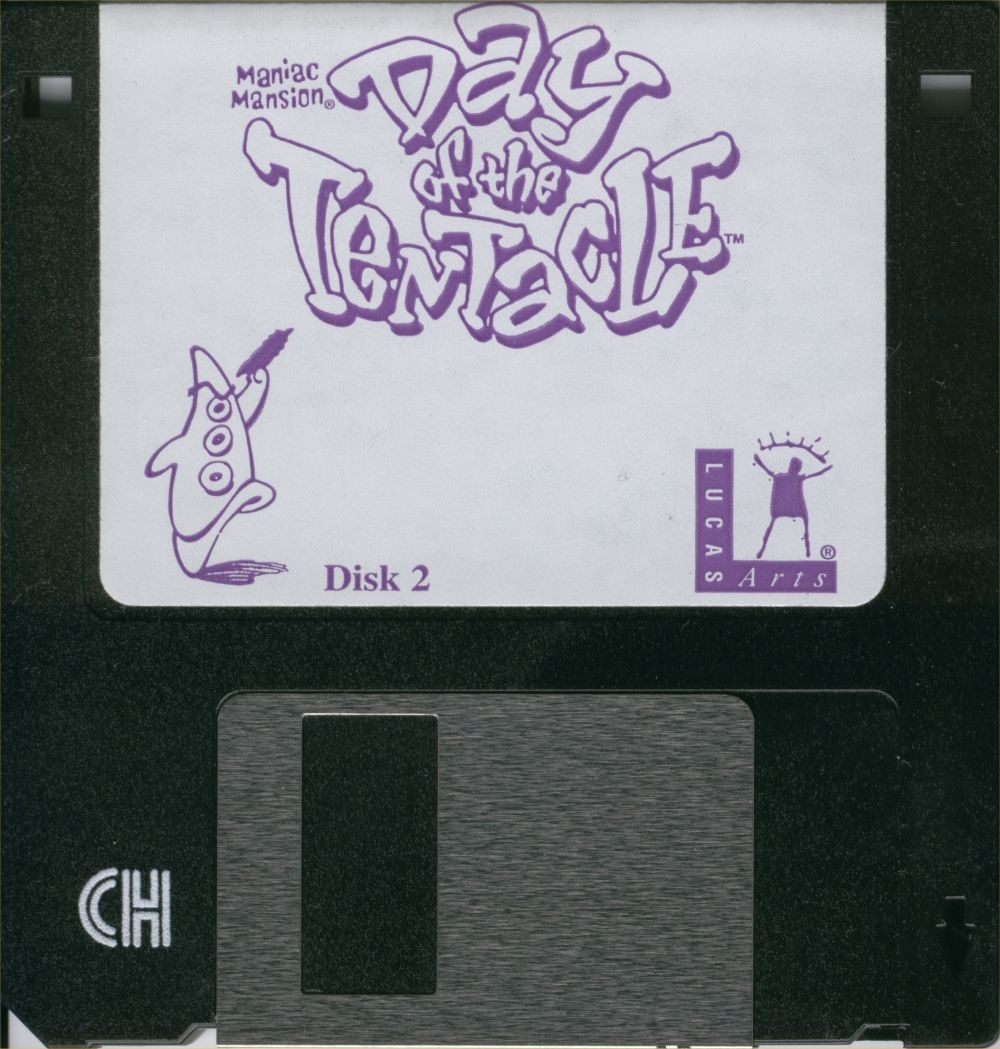 Maniac
Mansion®
Day
of the
Tentacle™
Disk 2
LUCAS
Arts ®
CH